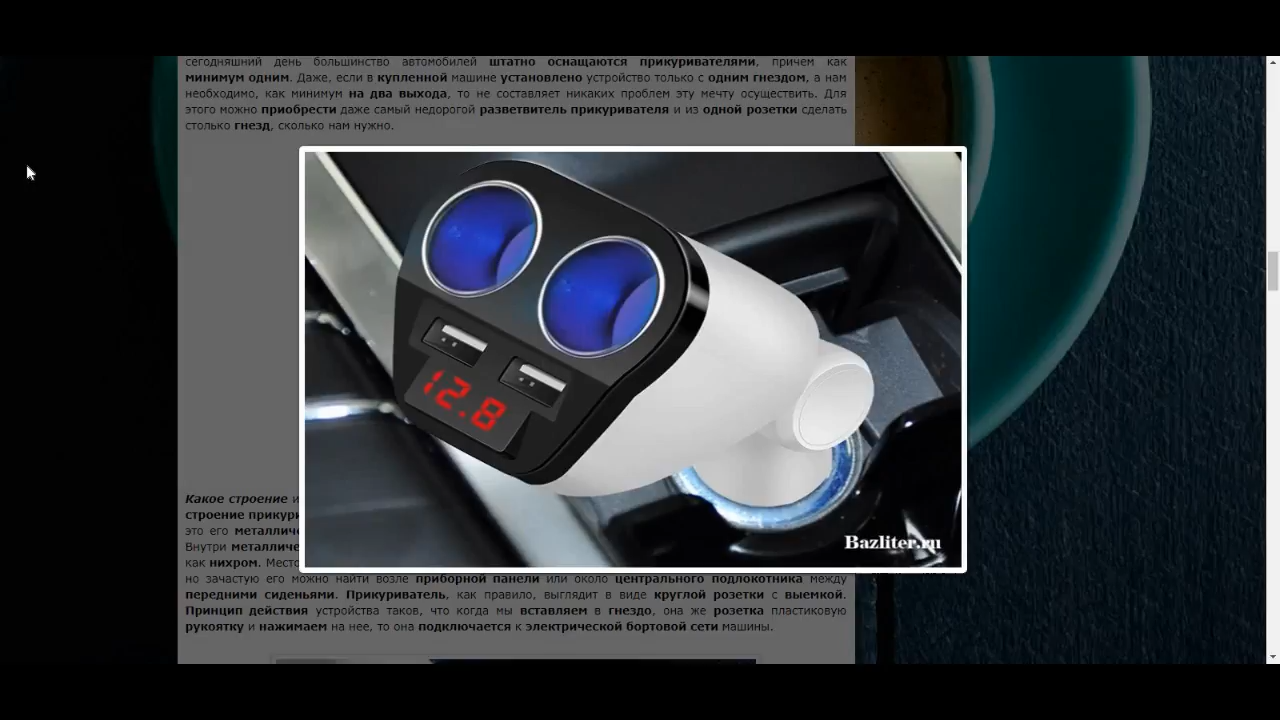 сегодняшний день большинство автомобилей штатно оснащаются прикуривателями, причем как
минимум одним. Даже, если в купленной машине установлено устройство только с одним гнездом, а нам
необходимо, как минимум на два выхода, то не составляет никаких проблем эту мечту осуществить. Для
этого можно приобрести даже самый недорогой разветвитель прикуривателя и из одной розетки сделать
столько гнезд, сколько нам нужно.
12.8
Bazliter.ru
Какое строение
строение
это его
Внутри
как нихром.
но зачастую его можно найти возле приборной панели или около центрального подлокотника между
передними сиденьями. Прикуриватель, как правило, выглядит в виде круглой розетки с выемкой.
Принцип действия устройства таков, что когда мы вставляем в гнездо, она же розетка пластиковую
рукоятку и нажимаем на нее, то она подключается к электрической бортовой сети машины.